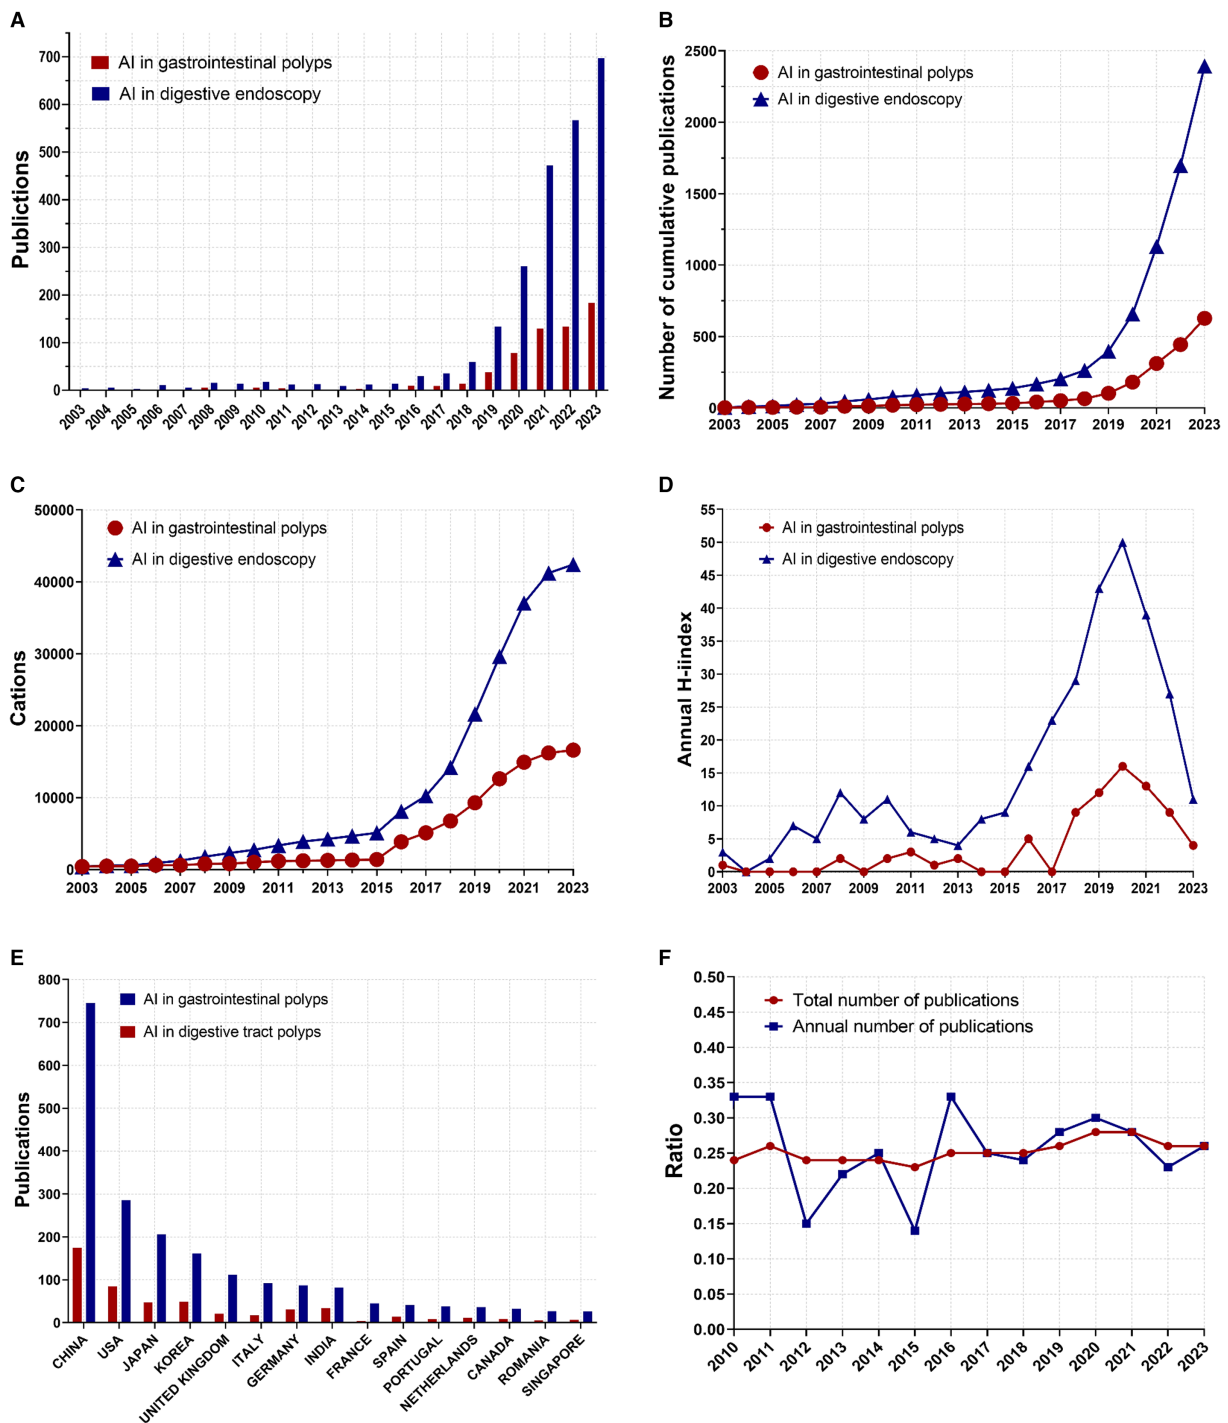 A
Publictions
700
600
500
400
300
200
100
0
AI in gastrointestinal polyps
AI in digestive endoscopy
2003 2004 2005 2006 2007 2008 2009 2010 2011 2012 2013 2014 2015 2016 2017 2018 2019 2020 2021 2022 2023
B
Number of cumulative publications
2500
2000
1500
1000
500
0
AI in gastrointestinal polyps
AI in digestive endoscopy
2003 2005 2007 2009 2011 2013 2015 2017 2019 2021 2023
C
Cations
50000
40000
30000
20000
10000
0
AI in gastrointestinal polyps
AI in digestive endoscopy
2003 2005 2007 2009 2011 2013 2015 2017 2019 2021 2023
D
Annual H-iindex
55
50
45
40
35
30
25
20
15
10
5
0
AI in gastrointestinal polyps
AI in digestive endoscopy
2003 2005 2007 2009 2011 2013 2015 2017 2019 2021 2023
E
Publications
800
700
600
500
400
300
200
100
0
AI in gastrointestinal polyps
AI in digestive tract polyps
CHINA USA JAPAN KOREA UNITED KINGDOM ITALY GERMANY INDIA FRANCE SPAIN PORTUGAL NETHERLANDS CANADA ROMANIA SINGAPORE
F
Ratio
0.50
0.45
0.40
0.35
0.30
0.25
0.20
0.15
0.10
0.05
0.00
Total number of publications
Annual number of publications
2010 2011 2012 2013 2014 2015 2016 2017 2018 2019 2020 2021 2022 2023